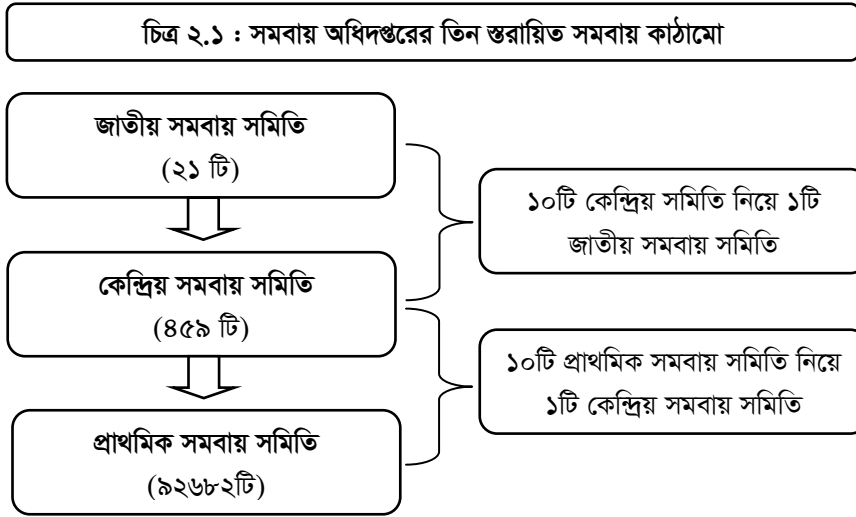 চিত্র ২.১ : সমবায় অধিদপ্তরের তিন স্তরায়িত সমবায় কাঠামো
জাতীয় সমবায় সমিতি
(২১ টি)
১০টি কেন্দ্রিয় সমিতি নিয়ে ১টি
জাতীয় সমবায় সমিতি
কেন্দ্রিয় সমবায় সমিতি
(৪৫৯ টি)
১০টি প্রাথমিক সমবায় সমিতি নিয়ে
১টি কেন্দ্রিয় সমবায় সমিতি
প্রাথমিক সমবায় সমিতি
(৯২৬৮২টি)